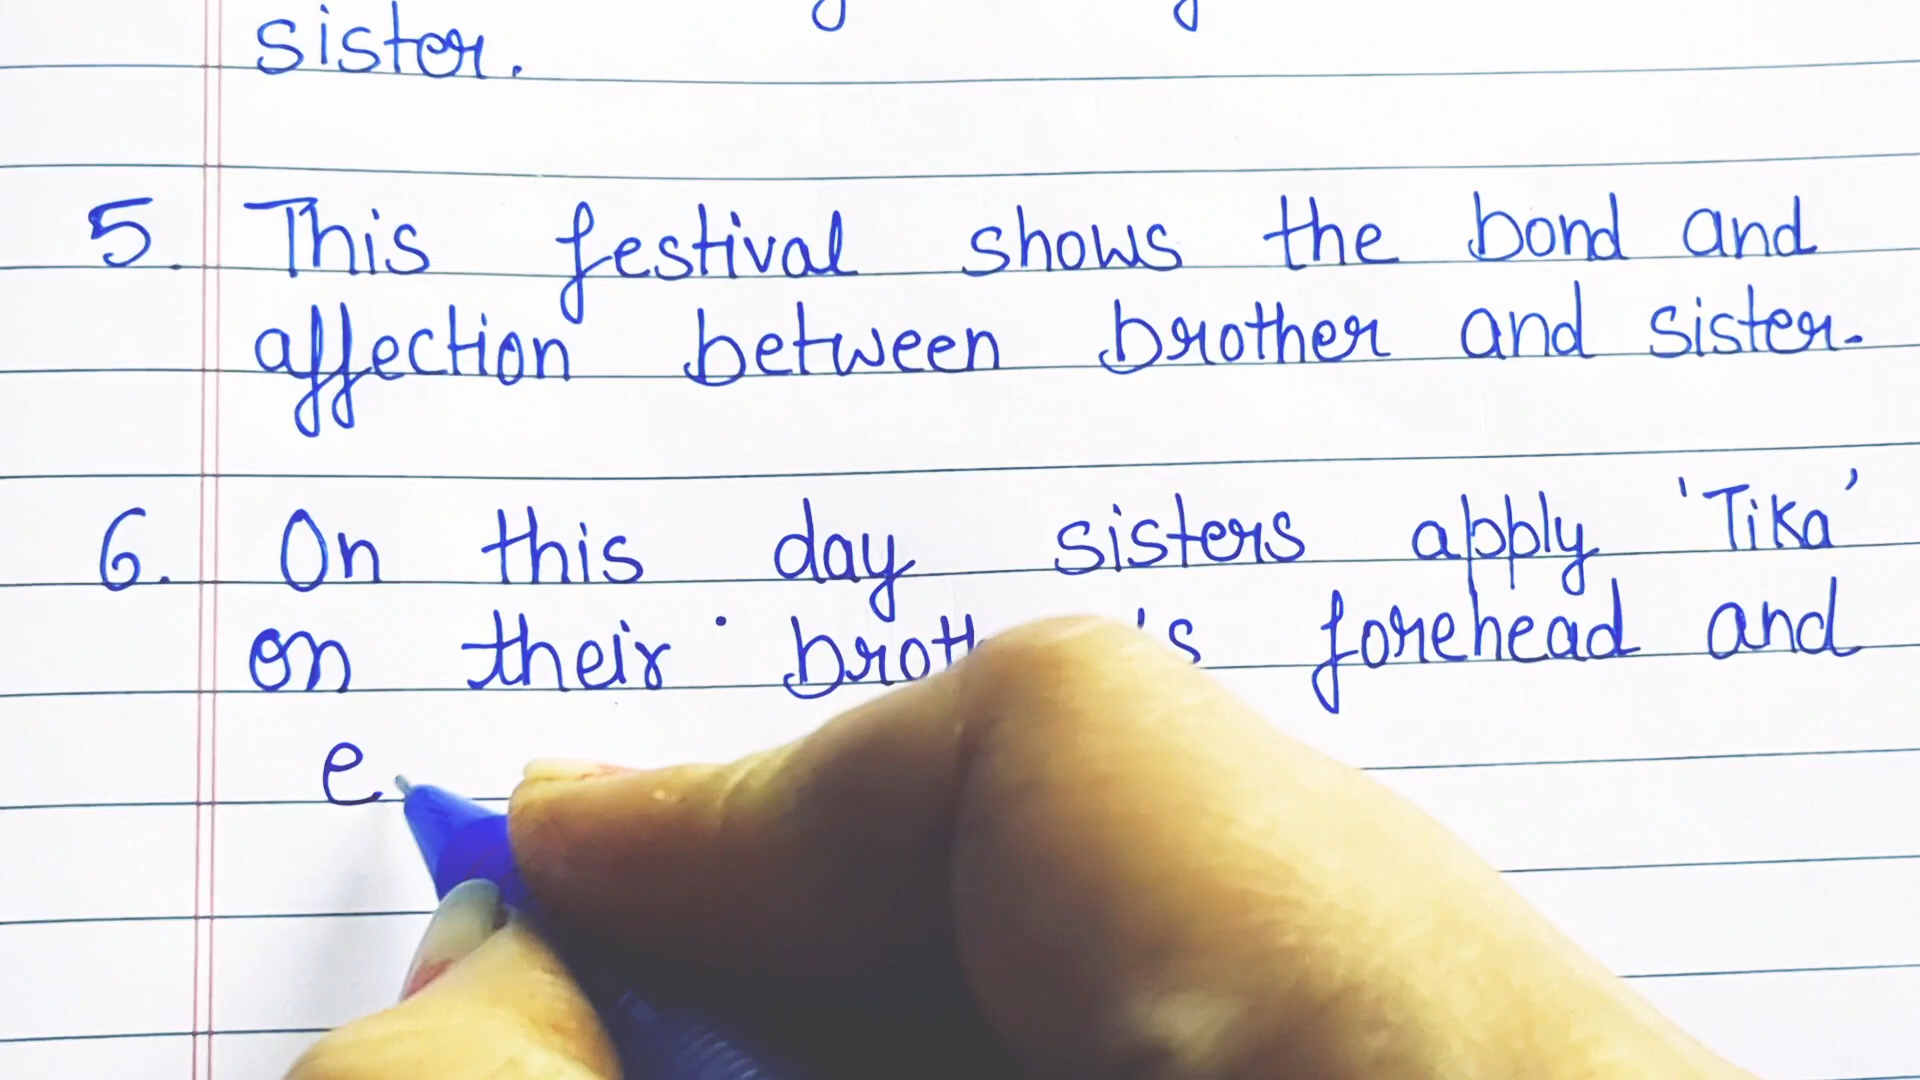 sister.
5. This festival shows the bond and
affection between brother and sister.
6. On this day sisters apply 'Tika'
on their forehead and
e